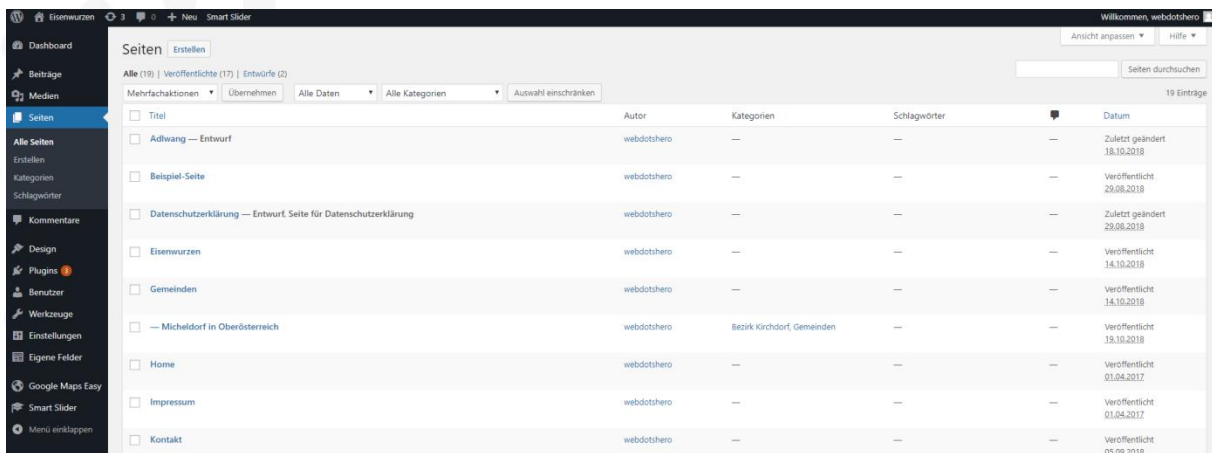 Eisenwurzen 3 0 + Neu Smart Slider Willkommen, webdotshero
Dashboard
Beiträge
Medien
Seiten
Alle Seiten
Erstellen
Kategorien
Schlagwörter
Kommentare
Design
Plugins 3
Benutzer
Werkzeuge
Einstellungen
Eigene Felder
Google Maps Easy
Smart Slider
Menü einklappen
Ansicht anpassen ▼ Hilfe ▼
Seiten Erstellen
Alle (19) | Veröffentlichte (17) | Entwürfe (2) Seiten durchsuchen
Mehrfachaktionen Übernehmen Alle Daten Alle Kategorien Auswahl einschränken 19 Einträge
Titel Autor Kategorien Schlagwörter Datum
Adlwang — Entwurf webdotshero — — — Zuletzt geändert
18.10.2018
Beispiel-Seite webdotshero — — — Veröffentlicht
29.08.2018
Datenschutzerklärung — Entwurf, Seite für Datenschutzerklärung webdotshero — — — Zuletzt geändert
29.08.2018
Eisenwurzen webdotshero — — — Veröffentlicht
14.10.2018
Gemeinden webdotshero — — — Veröffentlicht
14.10.2018
— Micheldorf in Oberösterreich webdotshero Bezirk Kirchdorf, Gemeinden — — Veröffentlicht
19.10.2018
Home webdotshero — — — Veröffentlicht
01.04.2017
Impressum webdotshero — — — Veröffentlicht
01.04.2017
Kontakt webdotshero — — — Veröffentlicht
05.09.2018